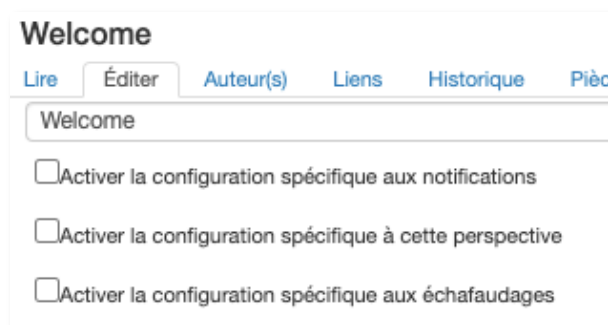 Welcome
Lire Éditer Auteur(s) Liens Historique
Welcome
Activer la configuration spécifique aux notifications
Activer la configuration spécifique à cette perspective
Activer la configuration spécifique aux échafaudages